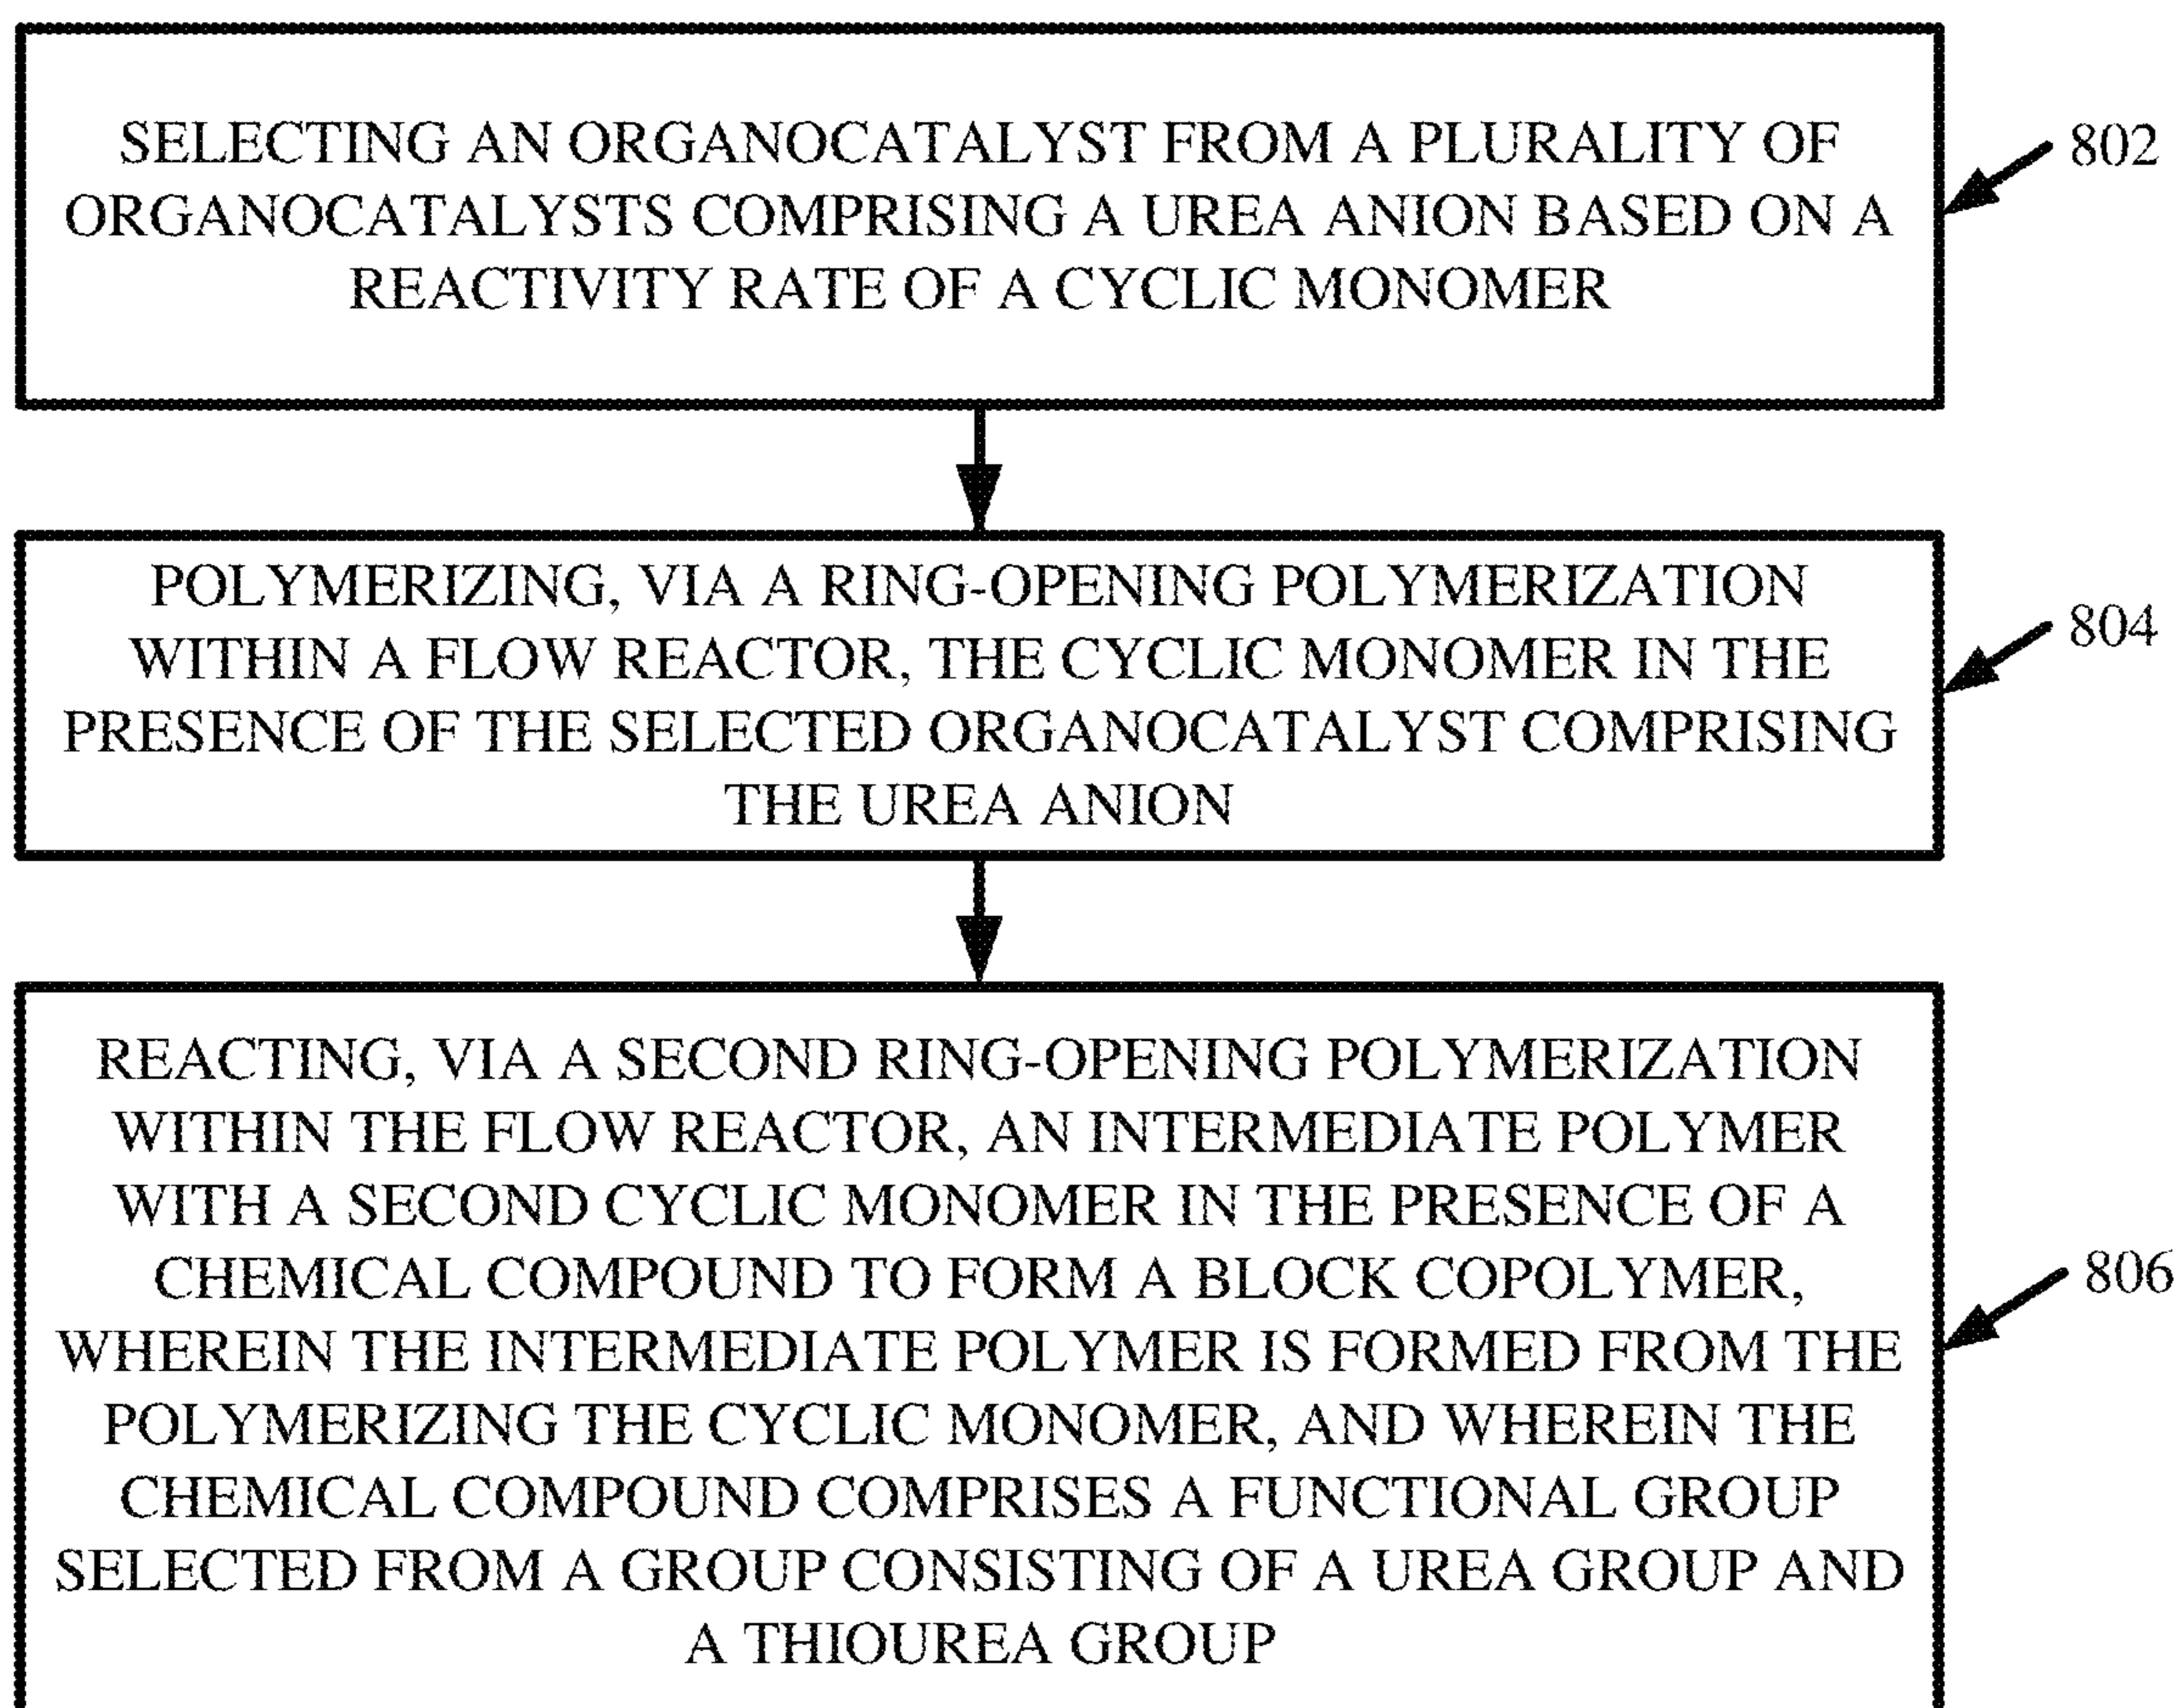 SELECTING AN ORGANOCATALYST FROM A PLURALITY OF
ORGANOCATALYSTS COMPRISING A UREA ANION BASED ON A
REACTIVITY RATE OF A CYCLIC MONOMER
802
POLYMERIZING, VIA A RING-OPENING POLYMERIZATION
WITHIN A FLOW REACTOR, THE CYCLIC MONOMER IN THE
PRESENCE OF THE SELECTED ORGANOCATALYST COMPRISING
THE UREA ANION
804
REACTING, VIA A SECOND RING-OPENING POLYMERIZATION
WITHIN THE FLOW REACTOR, AN INTERMEDIATE POLYMER
WITH A SECOND CYCLIC MONOMER IN THE PRESENCE OF A
CHEMICAL COMPOUND TO FORM A BLOCK COPOLYMER,
WHEREIN THE INTERMEDIATE POLYMER IS FORMED FROM THE
POLYMERIZING THE CYCLIC MONOMER, AND WHEREIN THE
CHEMICAL COMPOUND COMPRISES A FUNCTIONAL GROUP
SELECTED FROM A GROUP CONSISTING OF A UREA GROUP AND
A THIOUREA GROUP
806